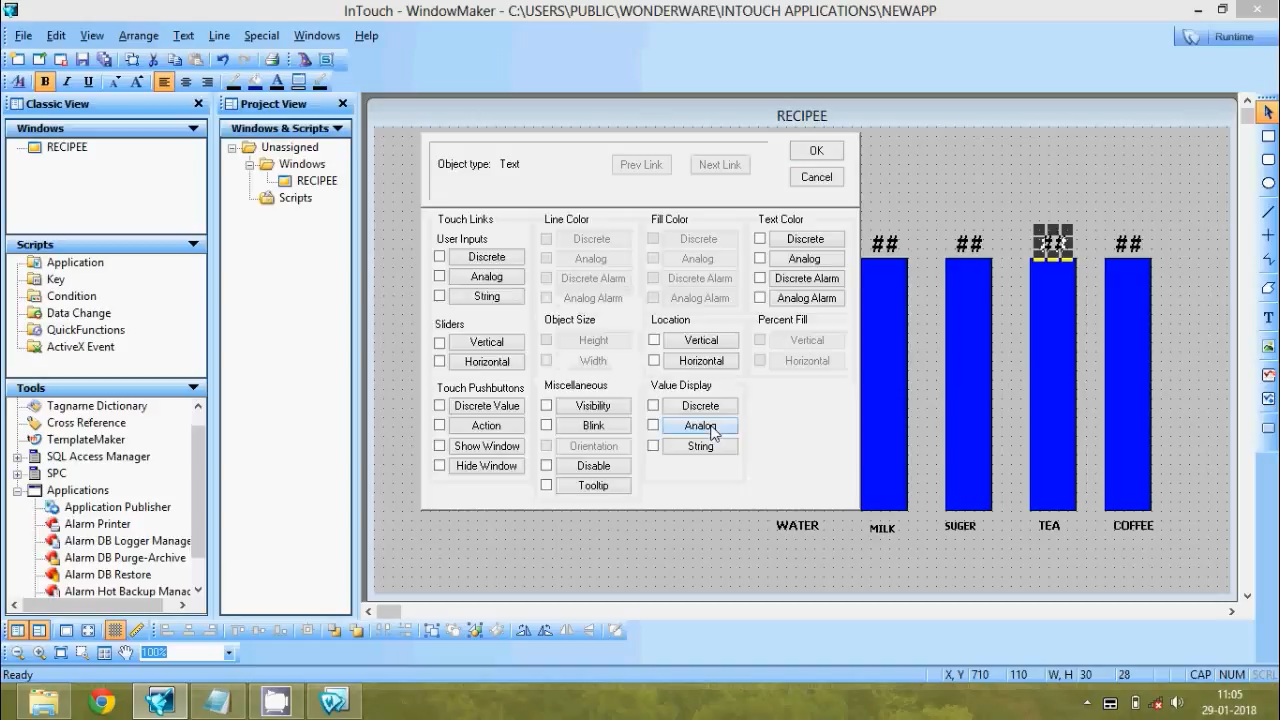 InTouch - WindowMaker - C:\USERS\PUBLIC\WONDERWARE\INTOUCH APPLICATIONS\NEWAPP
File Edit View Arrange Text Line Special Windows Help
Runtime
Classic View
Windows
RECIPEE
Scripts
Application
Key
Condition
Data Change
QuickFunctions
ActiveX Event
Tools
Tagname Dictionary
Cross Reference
TemplateMaker
SQL Access Manager
SPC
Applications
Application Publisher
Alarm Printer
Alarm DB Logger Manage
Alarm DB Purge-Archive
Alarm DB Restore
Alarm Hot Backup Manac
Project View
Windows & Scripts
Unassigned
Windows
RECIPEE
Scripts
RECIPEE
Object type: Text
Prev Link Next Link
OK
Cancel
Touch Links
User Inputs
Discrete
Analog
String
Sliders
Vertical
Horizontal
Touch Pushbuttons
Discrete Value
Action
Show Window
Hide Window
Line Color
Discrete
Analog
Discrete Alarm
Analog Alarm
Object Size
Height
Width
Miscellaneous
Visibility
Blink
Orientation
Disable
Tooltip
Fill Color
Discrete
Analog
Discrete Alarm
Analog Alarm
Location
Vertical
Horizontal
Value Display
Discrete
Analog
String
Text Color
Discrete
Analog
Discrete Alarm
Analog Alarm
Percent Fill
Vertical
Horizontal
## ## ## ##
WATER MILK SUGER TEA COFFEE
100%
Ready
X, Y 710 110 W, H 30 28 CAP NUM SCRL
11:05
29-01-2018